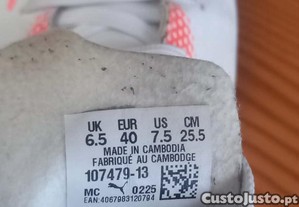 UK EUR US CM
6.5 40 7.5 25.5
MADE IN CAMBODIA
FABRIQUÉ AU CAMBODGE
107479-13
MC 0225
EAN: 4067983120794
CustoJusto.pt